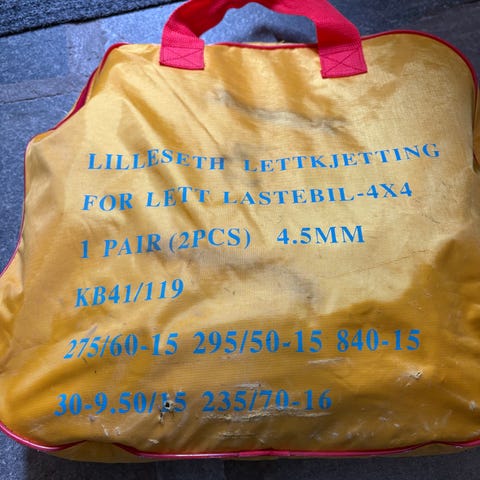 LILLESETH LETTKJETTING
FOR LETT LASTEBIL-4X4
1 PAIR (2PCS) 4.5MM
KB41/119
275/60-15 295/50-15 840-15
30-9.50/15 235/70-16